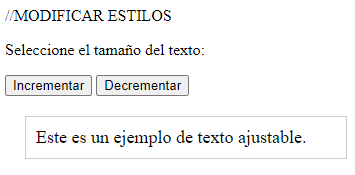 //MODIFICAR ESTILOS
Seleccione el tamaño del texto:
Incrementar Decrementar
Este es un ejemplo de texto ajustable.